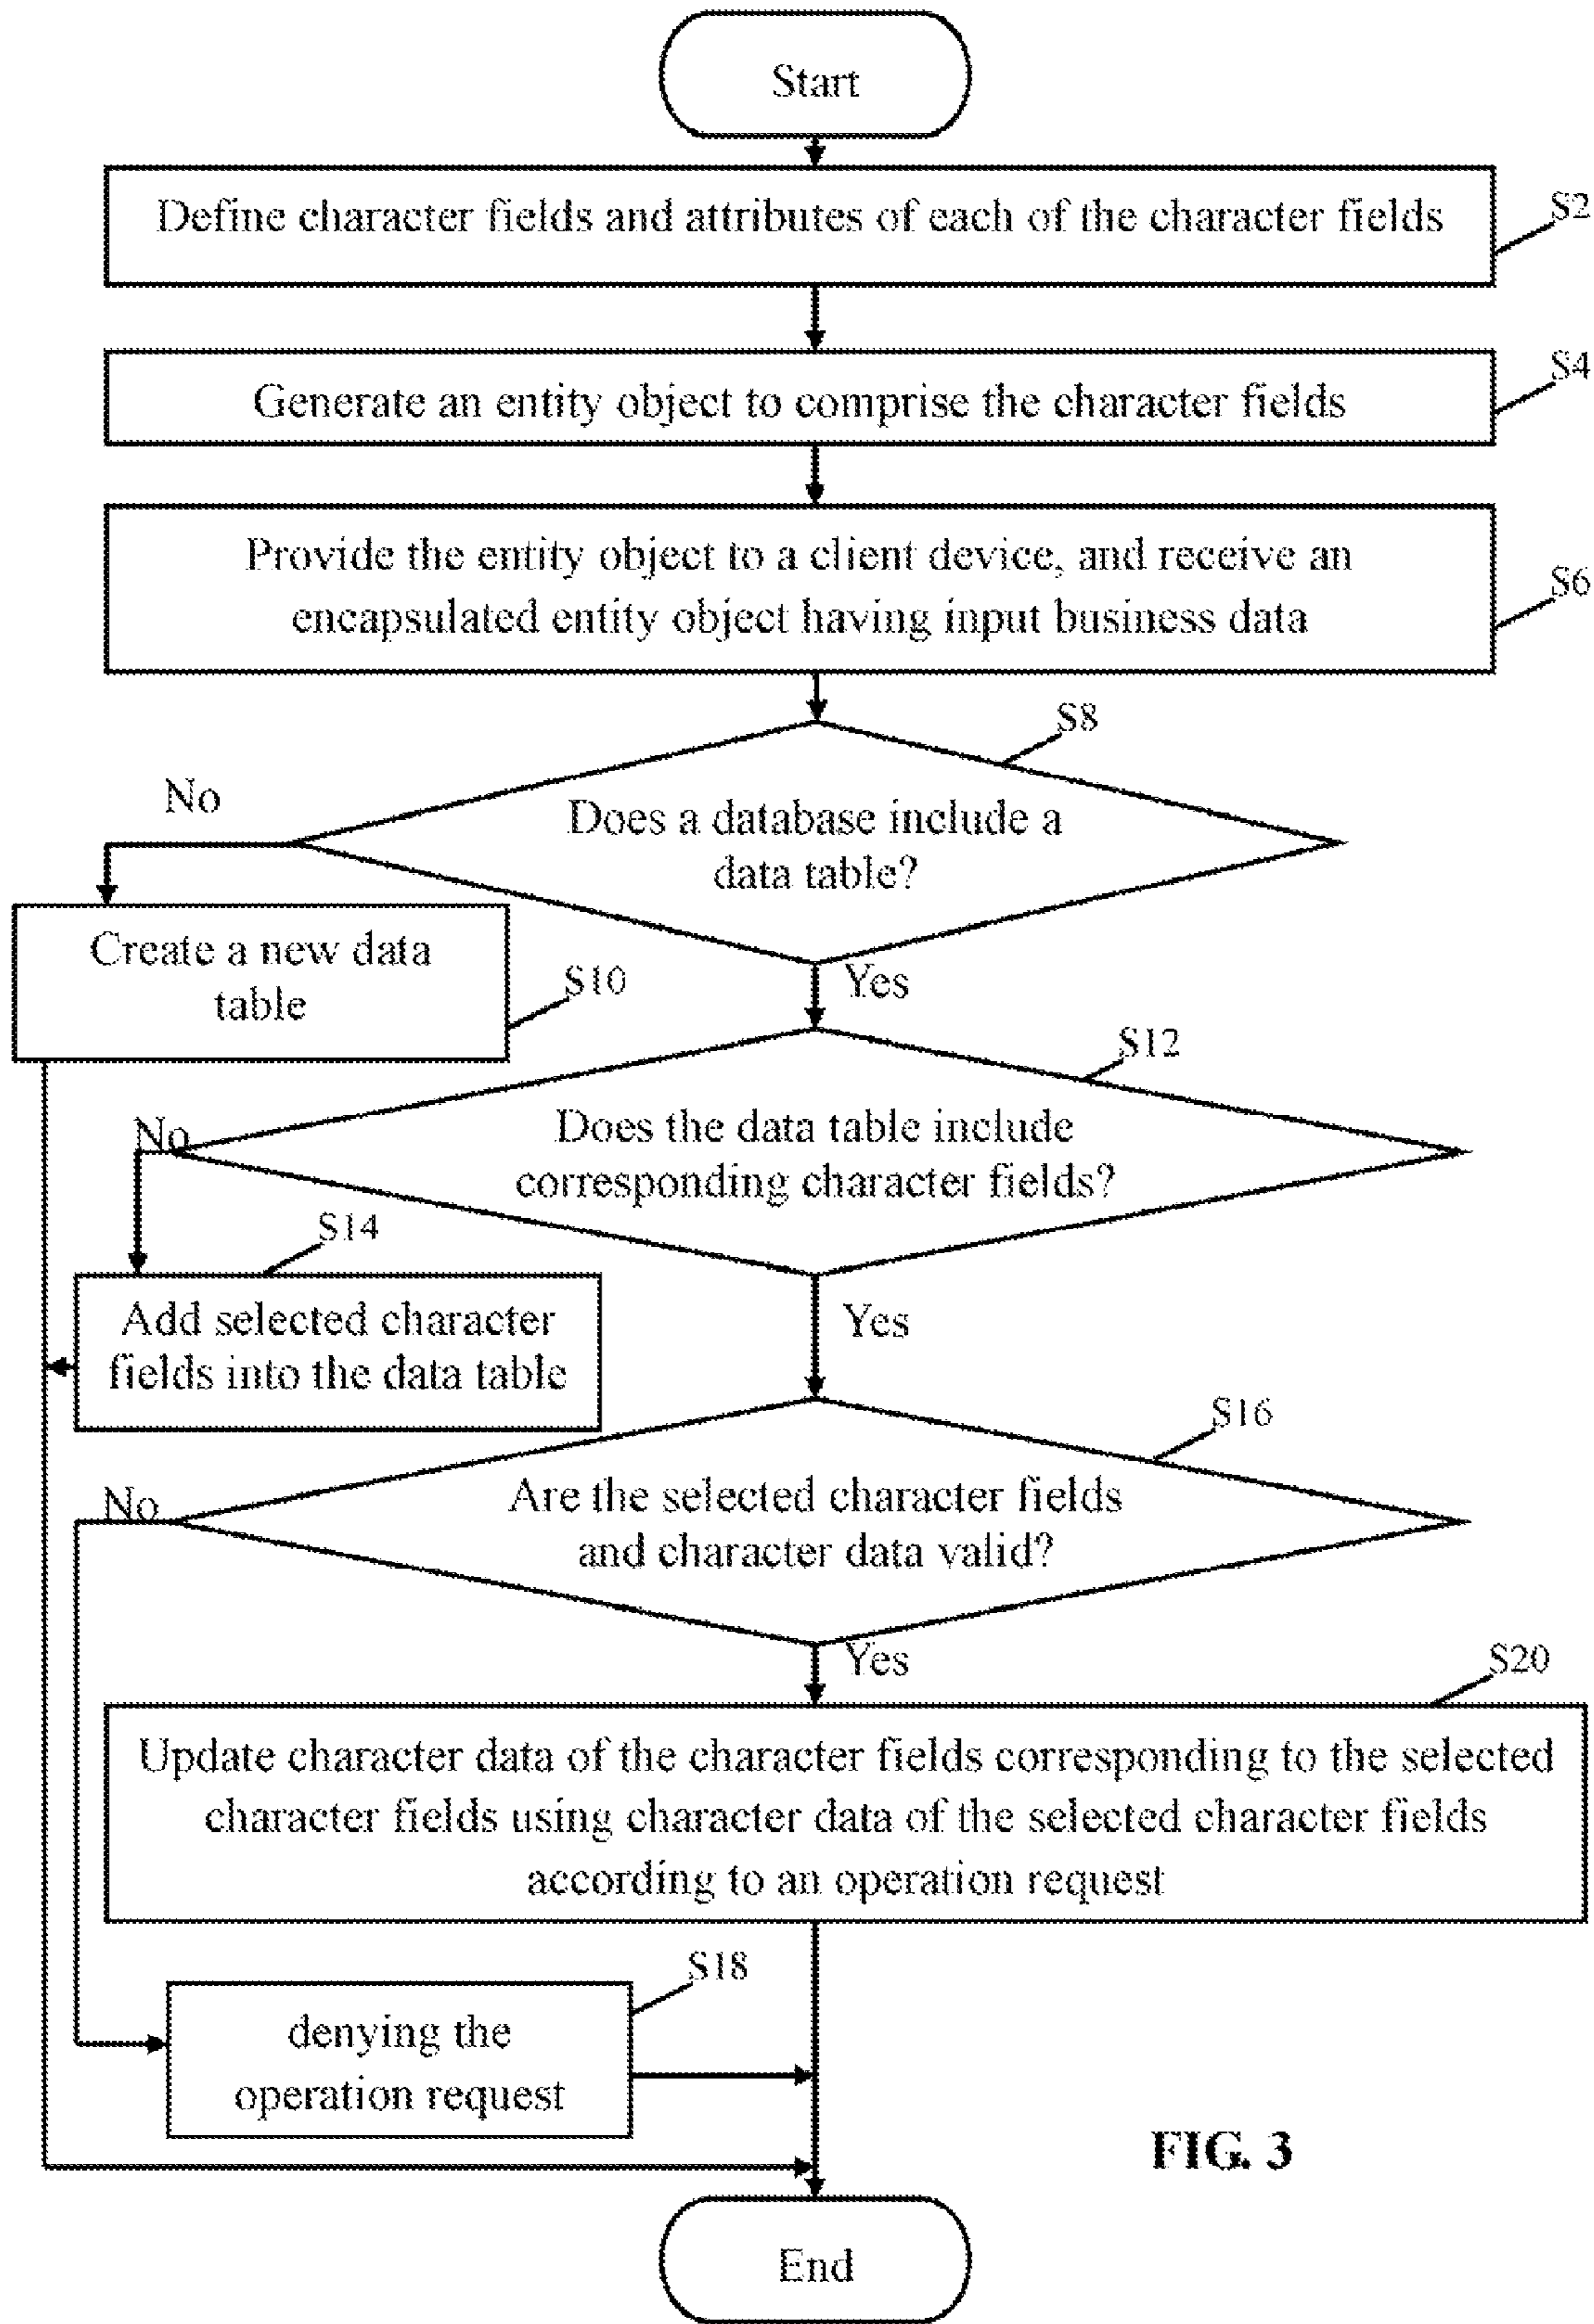 Start
Define character fields and attributes of each of the character fields
S2
Generate an entity object to comprise the character fields
S4
Provide the entity object to a client device, and receive an
encapsulated entity object having input business data
S6
S8
No
Does a database include a
data table?
Create a new data
table
S10
Yes
S12
No
Does the data table include
corresponding character fields?
S14
Add selected character
fields into the data table
Yes
S16
No
Are the selected character fields
and character data valid?
Yes
S20
Update character data of the character fields corresponding to the selected
character fields using character data of the selected character fields
according to an operation request
S18
denying the
operation request
FIG. 3
End